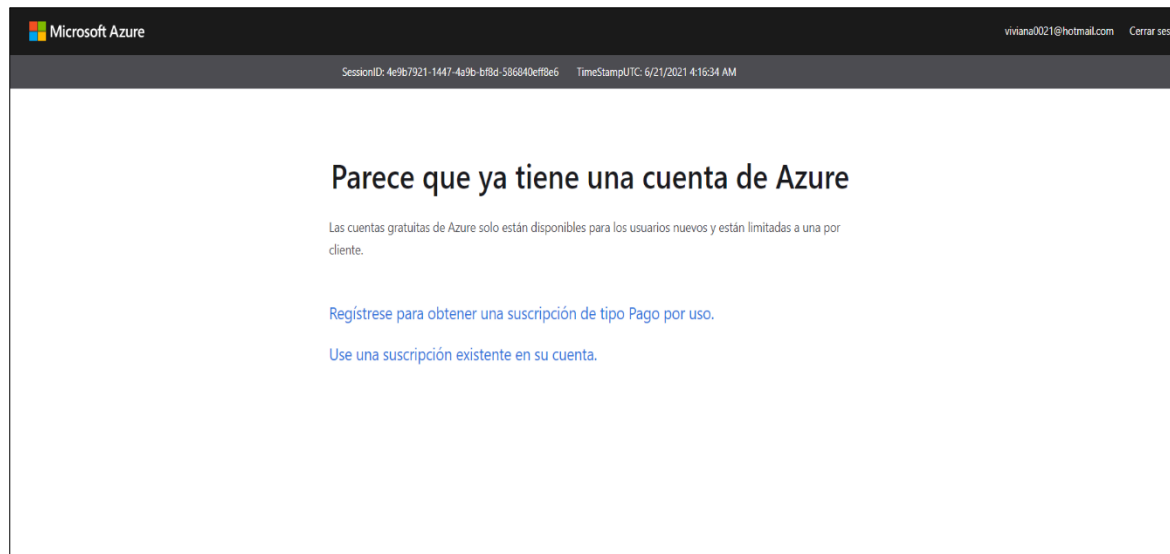 Microsoft Azure
viviana0021@hotmail.com Cerrar ses
SessionID: 4e9b7921-1447-4a9b-bf8d-586840eff8e6 TimeStampUTC: 6/21/2021 4:16:34 AM
Parece que ya tiene una cuenta de Azure
Las cuentas gratuitas de Azure solo están disponibles para los usuarios nuevos y están limitadas a una por
cliente.
Regístrese para obtener una suscripción de tipo Pago por uso.
Use una suscripción existente en su cuenta.